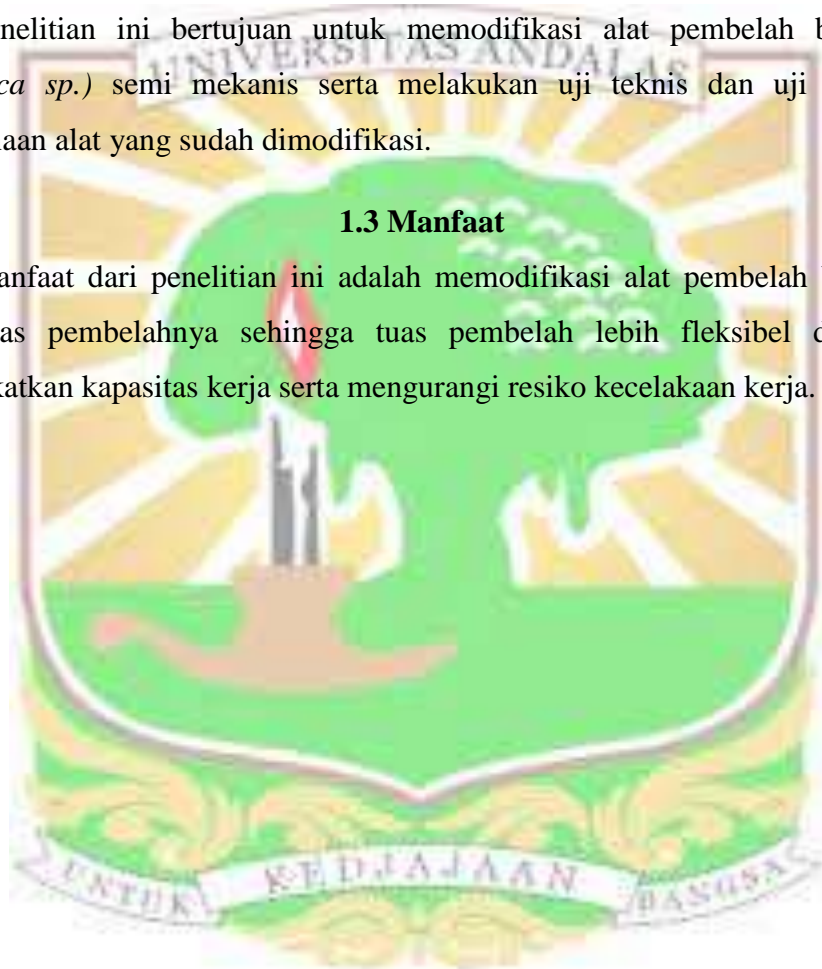 nelitian ini bertujuan untuk memodifikasi alat pembelah b
UNIVERSITAS ANDALAS
ca sp.) semi mekanis serta melakukan uji teknis dan uji
aan alat yang sudah dimodifikasi.
1.3 Manfaat
anfaat dari penelitian ini adalah memodifikasi alat pembelah
as pembelahnya sehingga tuas pembelah lebih fleksibel d
katkan kapasitas kerja serta mengurangi resiko kecelakaan kerja.
UNTUK KEDJAJAAN BANGSA